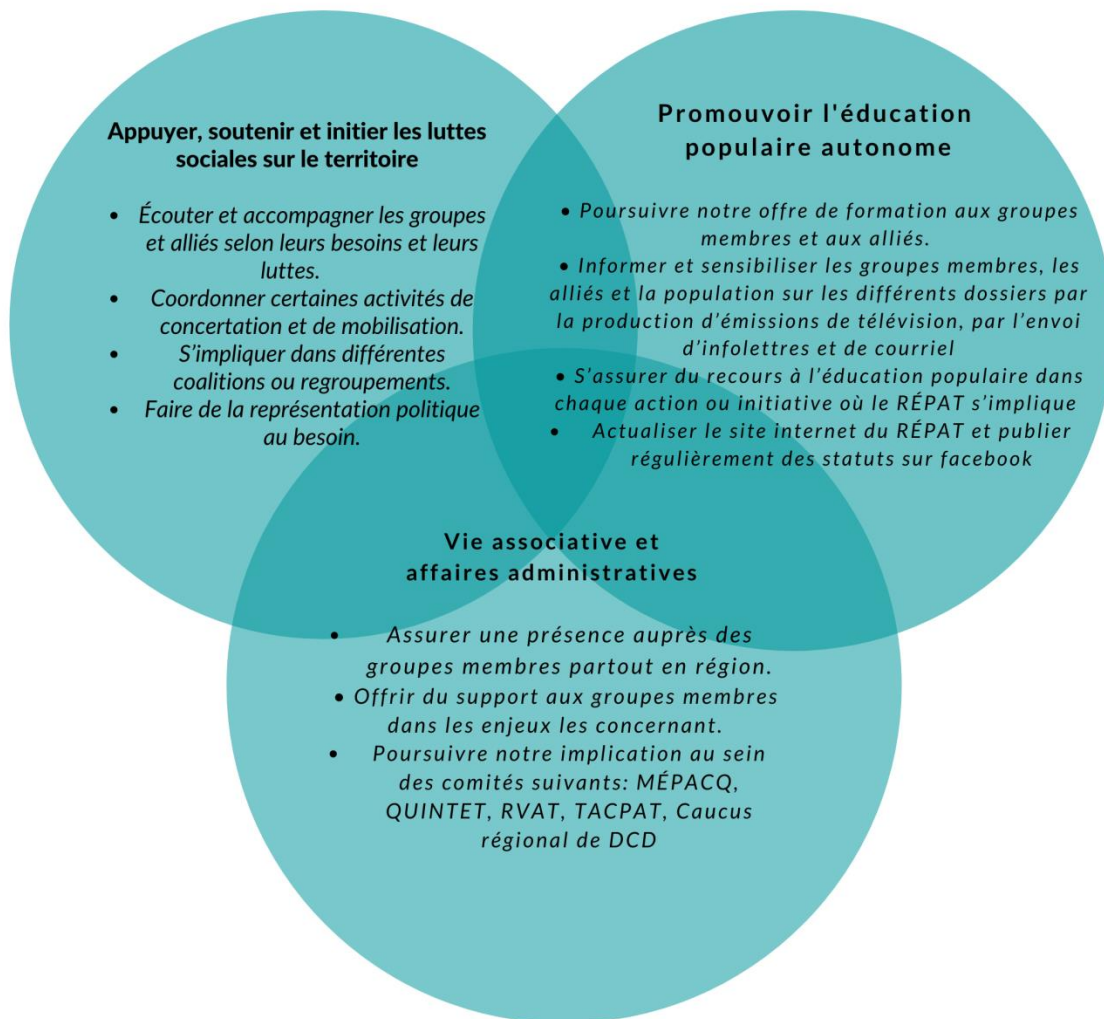 Appuyer, soutenir et initier les luttes
sociales sur le territoire
• Écouter et accompagner les groupes
et alliés selon leurs besoins et leurs
luttes.
• Coordonner certaines activités de
concertation et de mobilisation.
• S'impliquer dans différentes
coalitions ou regroupements.
• Faire de la représentation politique
au besoin.
Promouvoir l'éducation
populaire autonome
• Poursuivre notre offre de formation aux groupes
membres et aux alliés.
• Informer et sensibiliser les groupes membres, les
alliés et la population sur les différents dossiers par
la production d’émissions de télévision, par l’envoi
d’infolettres et de courriel
• S’assurer du recours à l’éducation populaire dans
chaque action ou initiative où le RÉPAT s’implique
• Actualiser le site internet du RÉPAT et publier
régulièrement des statuts sur facebook
Vie associative et
affaires administratives
• Assurer une présence auprès des
groupes membres partout en région.
• Offrir du support aux groupes membres
dans les enjeux les concernant.
• Poursuivre notre implication au sein
des comités suivants: MÉPACQ,
QUINTET, RVAT, TACPAT, Caucus
régional de DCD